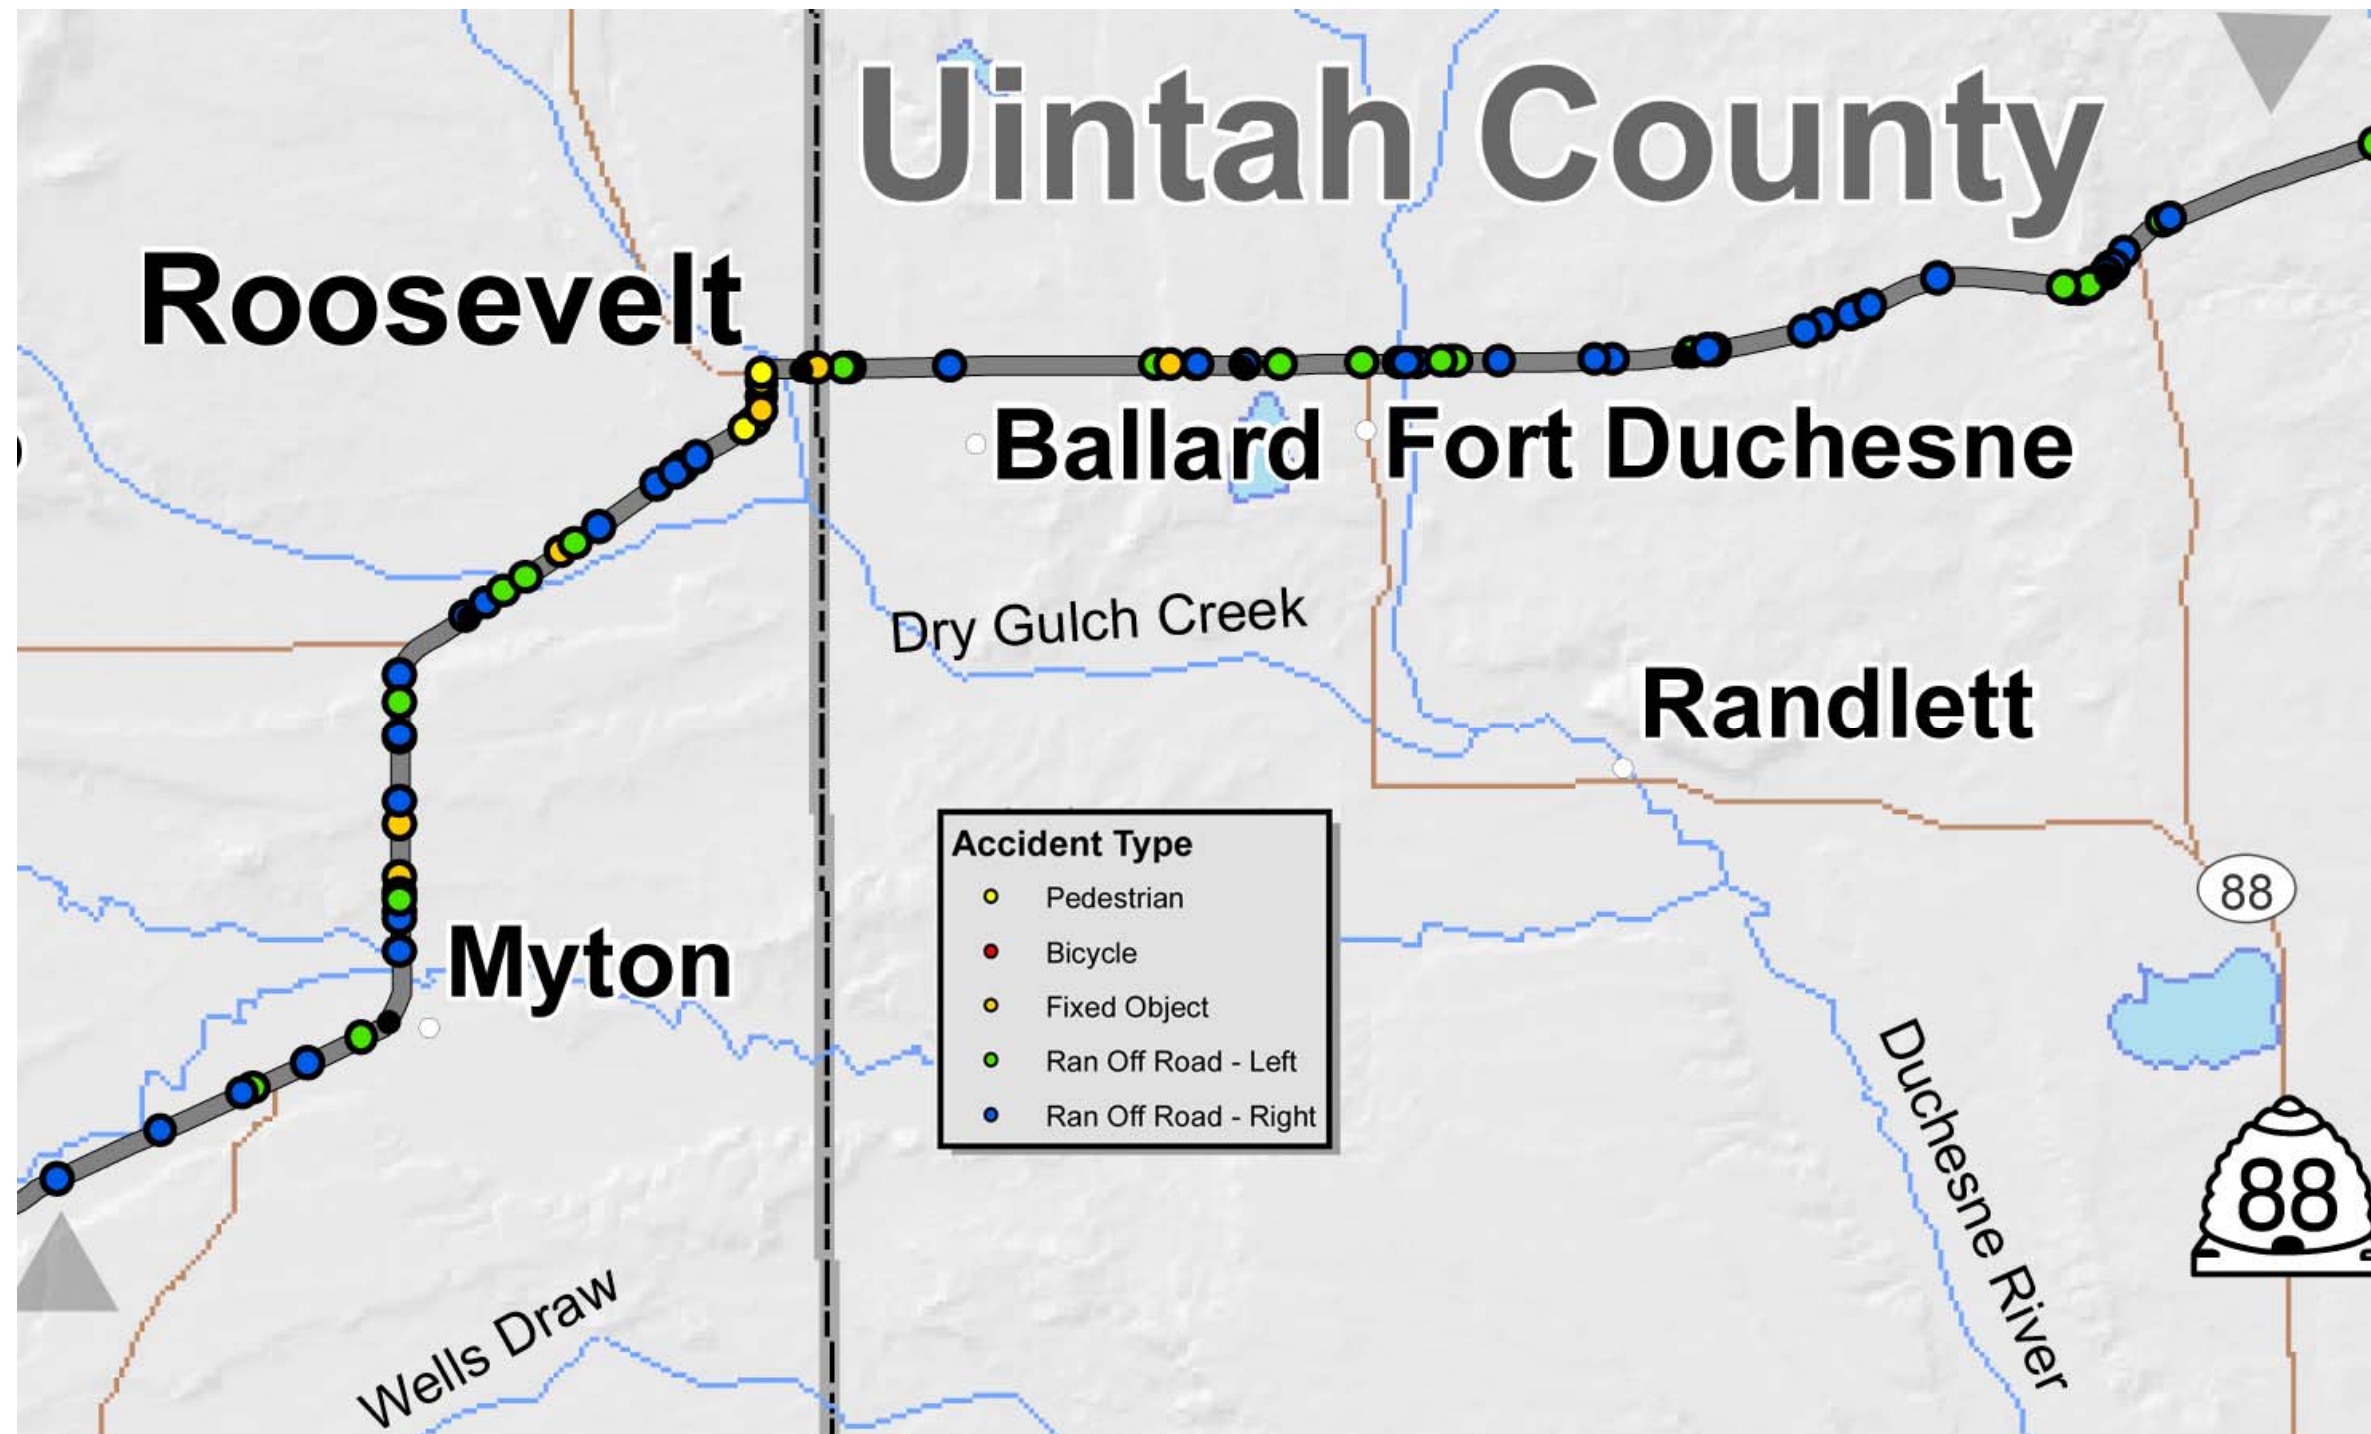 Uintah County
Roosevelt
Ballard
Fort Duchesne
Dry Gulch Creek
Randlett
Accident Type
Pedestrian
Bicycle
Fixed Object
Ran Off Road - Left
Ran Off Road - Right
88
Myton
Duchesne River
88
Wells Draw